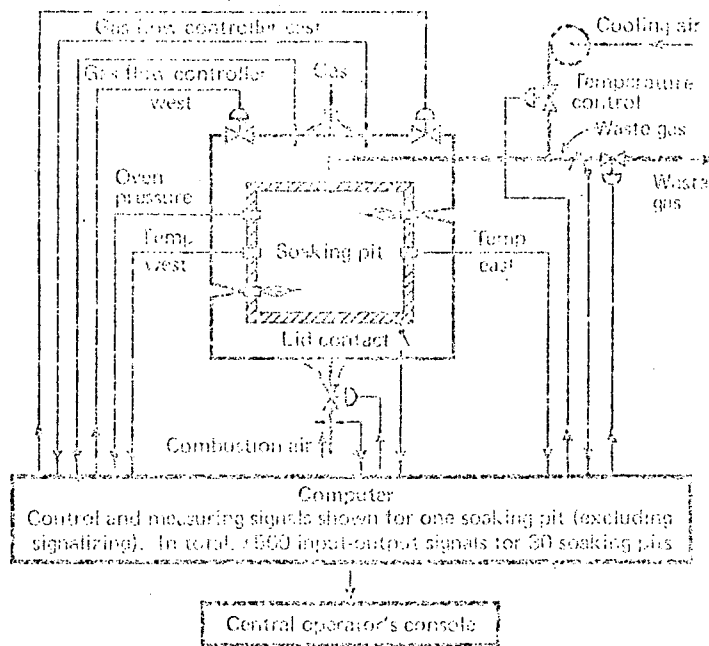 Gas flow controller east
Gas flow controller
west
Gas
Cooling air
Temperature
control
Waste gas
Waste
gas
Oven
pressure
Temp
west
Soaking pit
Temp
east
Lid contact
Combustion air
Computer
Control and measuring signals shown for one soaking pit (excluding
signalizing). In total, 500 input-output signals for 30 soaking pits
Central operator's console